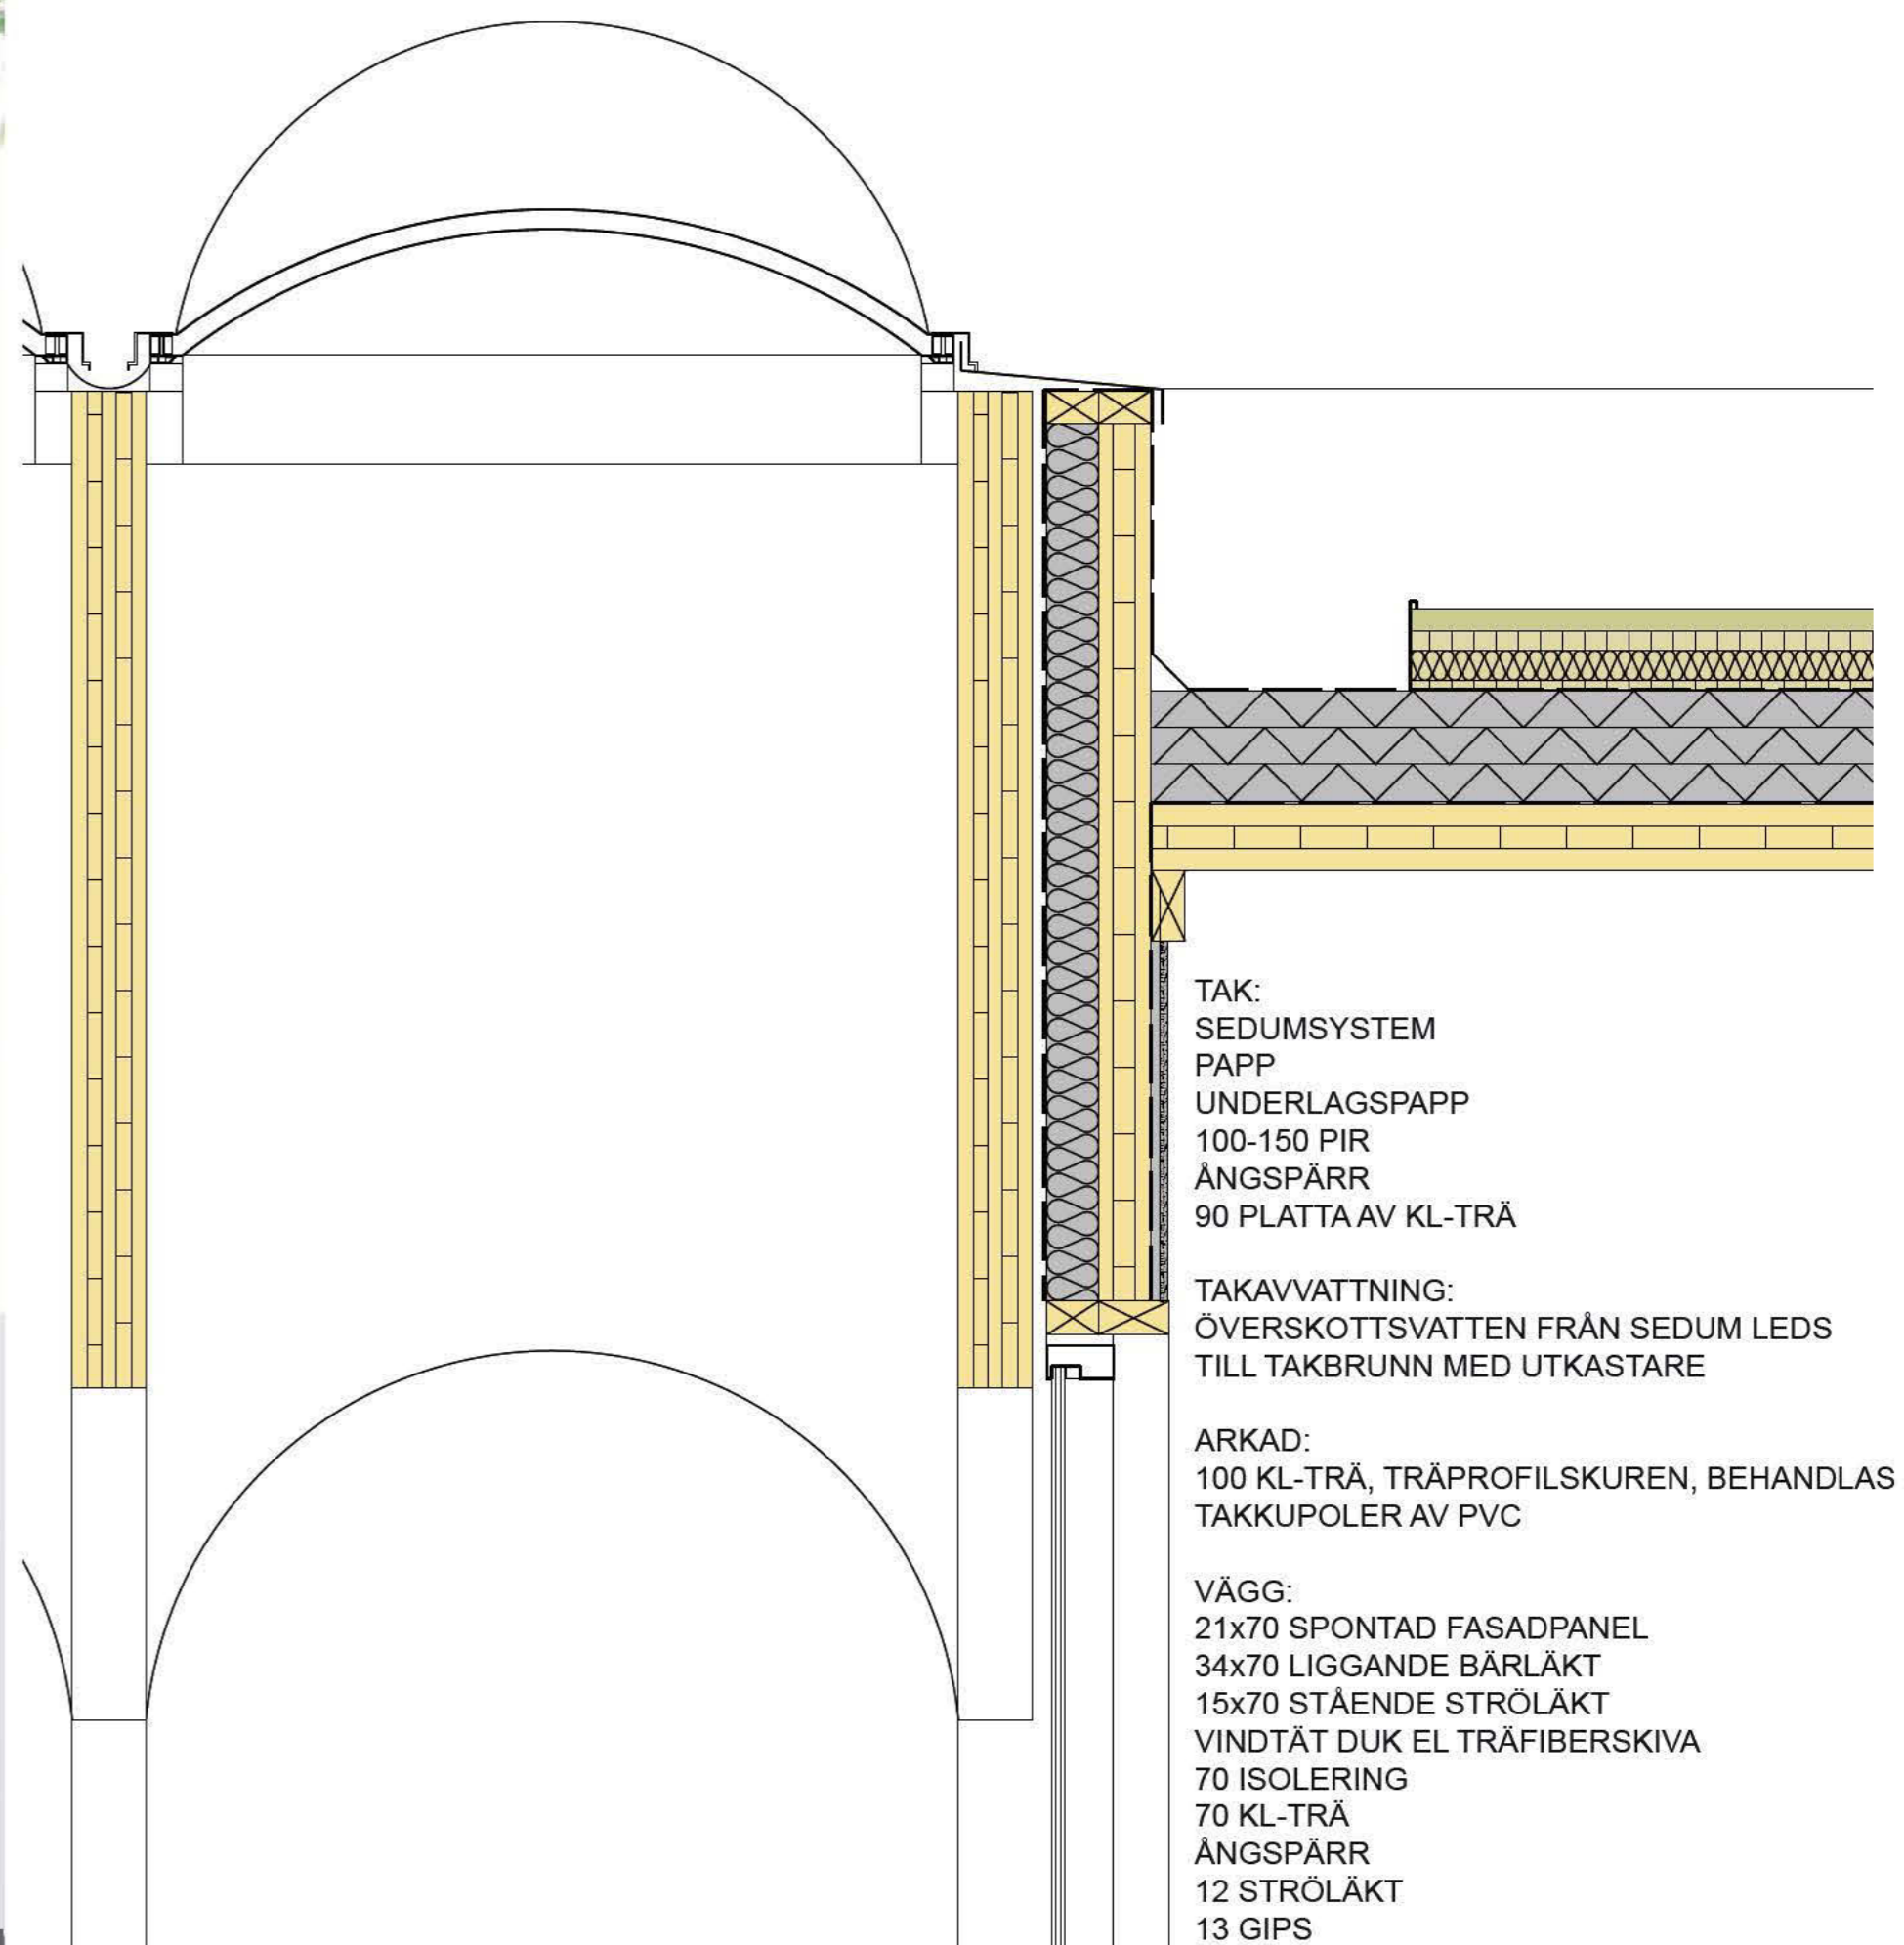 TAK:
SEDUMSYSTEM
PAPP
UNDERLAGSPAPP
100-150 PIR
ÅNGSPÄRR
90 PLATTA AV KL-TRÄ
TAKAVVATTNING:
ÖVERSKOTTSVATTEN FRÅN SEDUM LEDS
TILL TAKBRUNN MED UTKASTARE
ARKAD:
100 KL-TRÄ, TRÄPROFILSKUREN, BEHANDLAS
TAKKUPOLER AV PVC
VÄGG:
21x70 SPONTAD FASADPANEL
34x70 LIGGANDE BÄRLÄKT
15x70 STÅENDE STRÖLÄKT
VINDTÄT DUK EL TRÄFIBERSKIVA
70 ISOLERING
70 KL-TRÄ
ÅNGSPÄRR
12 STRÖLÄKT
13 GIPS